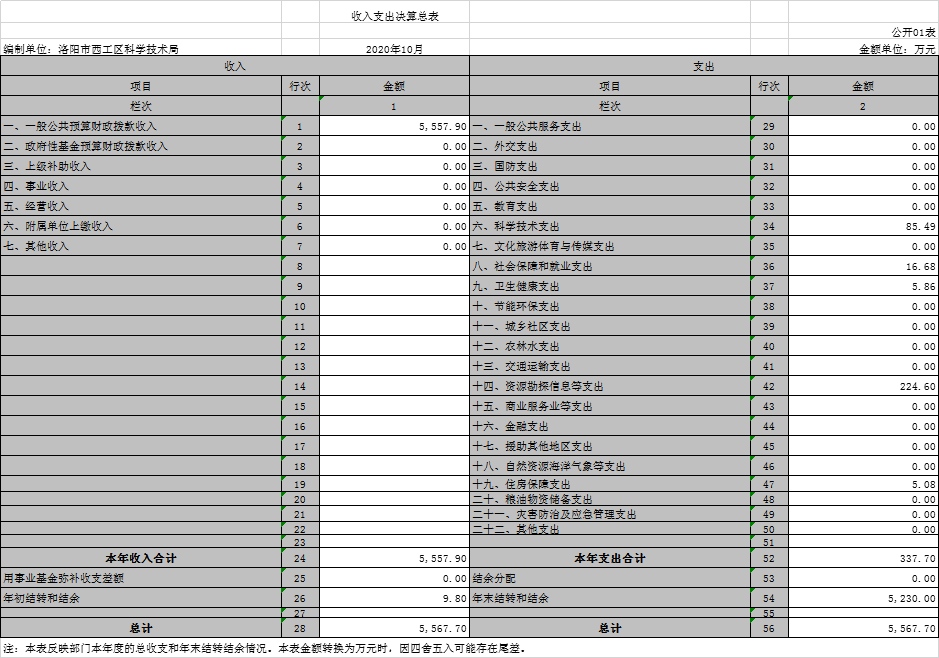 收入支出决算总表
公开01表
编制单位：洛阳市西工区科学技术局 2020年10月 金额单位：万元
收入 支出
项目 行次 金额 项目 行次 金额
栏次 1 栏次 2
一、一般公共预算财政拨款收入 1 5,557.90 一、一般公共服务支出 29 0.00
二、政府性基金预算财政拨款收入 2 0.00 二、外交支出 30 0.00
三、上级补助收入 3 0.00 三、国防支出 31 0.00
四、事业收入 4 0.00 四、公共安全支出 32 0.00
五、经营收入 5 0.00 五、教育支出 33 0.00
六、附属单位上缴收入 6 0.00 六、科学技术支出 34 85.49
七、其他收入 7 0.00 七、文化旅游体育与传媒支出 35 0.00
8 八、社会保障和就业支出 36 16.68
9 九、卫生健康支出 37 5.86
10 十、节能环保支出 38 0.00
11 十一、城乡社区支出 39 0.00
12 十二、农林水支出 40 0.00
13 十三、交通运输支出 41 0.00
14 十四、资源勘探信息等支出 42 224.60
15 十五、商业服务业等支出 43 0.00
16 十六、金融支出 44 0.00
17 十七、援助其他地区支出 45 0.00
18 十八、自然资源海洋气象等支出 46 0.00
19 十九、住房保障支出 47 5.08
20 二十、粮油物资储备支出 48 0.00
21 二十一、灾害防治及应急管理支出 49 0.00
22 二十二、其他支出 50 0.00
23 51
本年收入合计 24 5,557.90 本年支出合计 52 337.70
用事业基金弥补收支差额 25 0.00 结余分配 53 0.00
年初结转和结余 26 9.80 年末结转和结余 54 5,230.00
27 55
总计 28 5,567.70 总计 56 5,567.70
注：本表反映部门本年度的总收支和年末结转结余情况。本表金额转换为万元时，因四舍五入可能存在尾差。